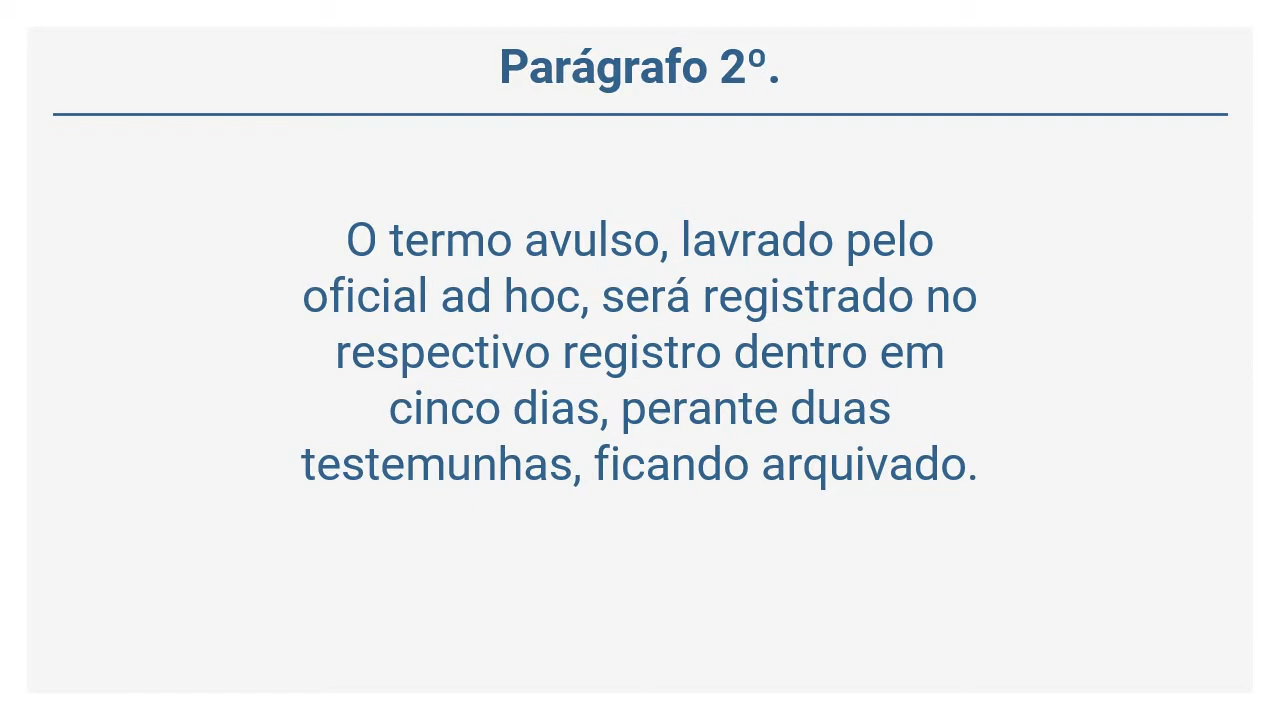 Parágrafo 2º.
O termo avulso, lavrado pelo
oficial ad hoc, será registrado no
respectivo registro dentro em
cinco dias, perante duas
testemunhas, ficando arquivado.